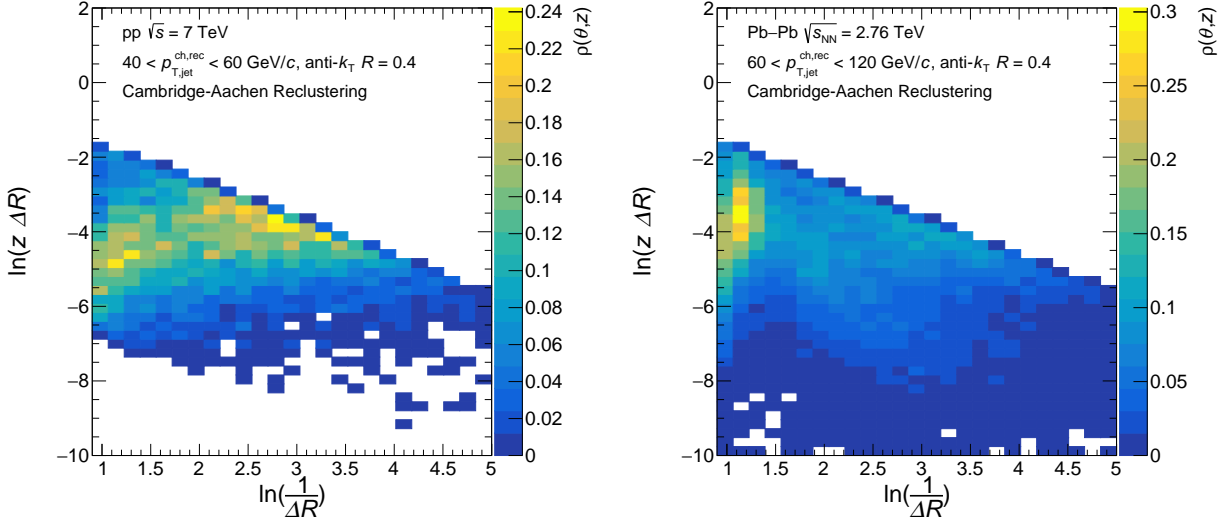 pp √s = 7 TeV
40 < p_{T,jet}^{ch,rec} < 60 GeV/c, anti-k_T R = 0.4
Cambridge-Aachen Reclustering
ln(z ΔR)
2
0
−2
−4
−6
−8
−10
1 1.5 2 2.5 3 3.5 4 4.5 5
ln(1/ΔR)
ρ(θ,z)
0.24
0.22
0.2
0.18
0.16
0.14
0.12
0.1
0.08
0.06
0.04
0.02
0
Pb–Pb √s_{NN} = 2.76 TeV
60 < p_{T,jet}^{ch,rec} < 120 GeV/c, anti-k_T R = 0.4
Cambridge-Aachen Reclustering
ln(z ΔR)
2
0
−2
−4
−6
−8
−10
1 1.5 2 2.5 3 3.5 4 4.5 5
ln(1/ΔR)
ρ(θ,z)
0.3
0.25
0.2
0.15
0.1
0.05
0